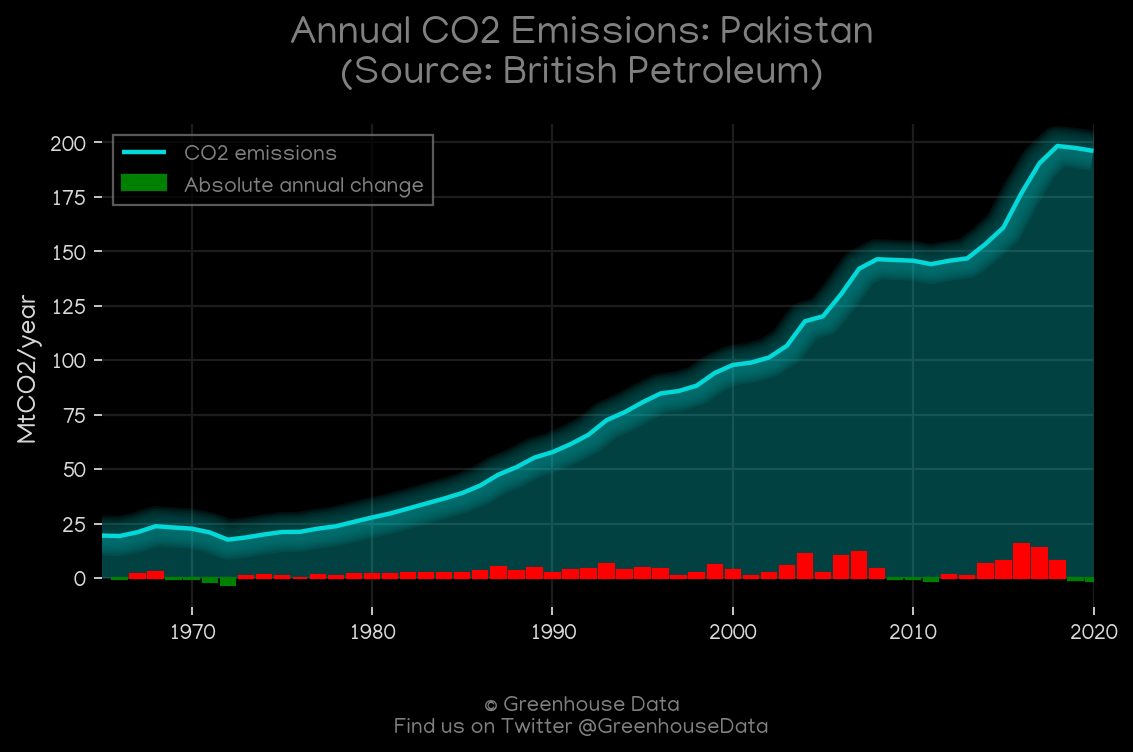 Annual CO2 Emissions: Pakistan
(Source: British Petroleum)
CO2 emissions
Absolute annual change
MtCO2/year
200
175
150
125
100
75
50
25
0
1970
1980
1990
2000
2010
2020
© Greenhouse Data
Find us on Twitter @GreenhouseData